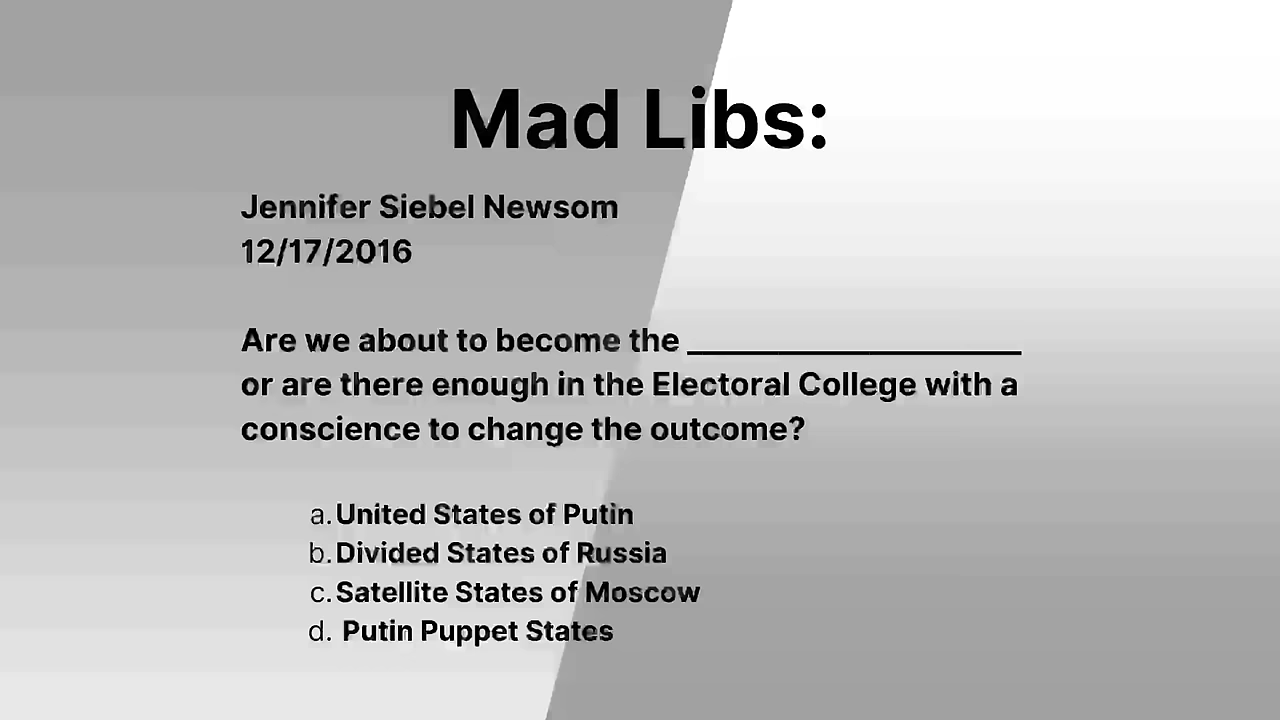 Mad Libs:
Jennifer Siebel Newsom
12/17/2016
Are we about to become the ____________________
or are there enough in the Electoral College with a
conscience to change the outcome?
a. United States of Putin
b. Divided States of Russia
c. Satellite States of Moscow
d. Putin Puppet States